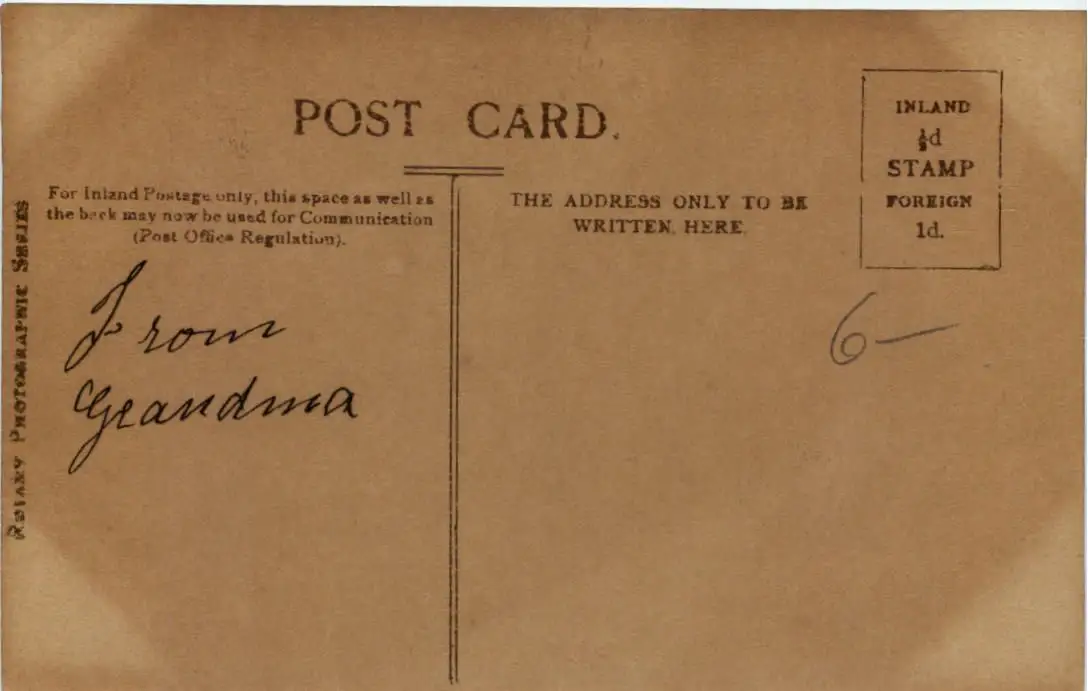 POST CARD.
INLAND
½d
STAMP
FOREIGN
1d.
For Inland Postage only, this space as well as
the back may now be used for Communication
(Post Office Regulation).
THE ADDRESS ONLY TO BE
WRITTEN HERE.
From
Grandma
6—
ROTARY PHOTOGRAPHIC SERIES